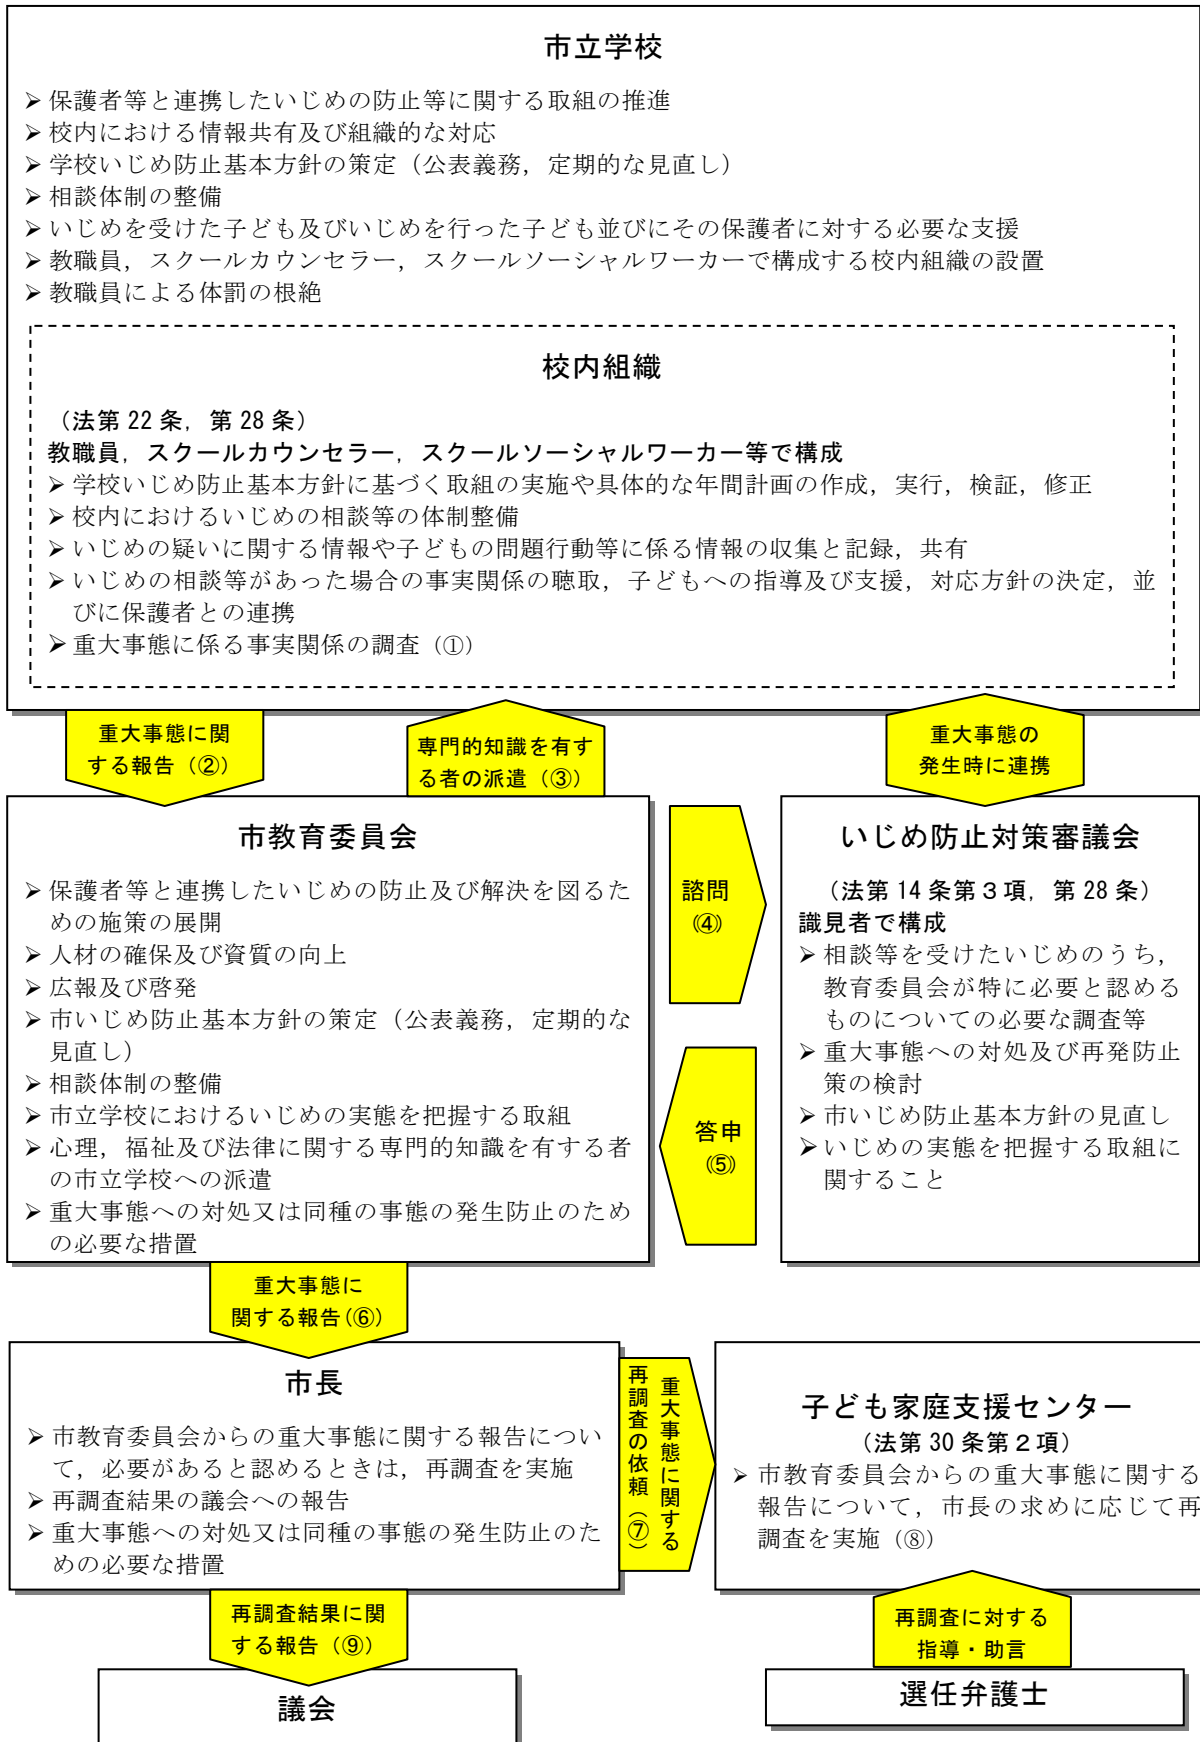 市立学校
➢ 保護者等と連携したいじめの防止等に関する取組の推進
➢ 校内における情報共有及び組織的な対応
➢ 学校いじめ防止基本方針の策定（公表義務，定期的な見直し）
➢ 相談体制の整備
➢ いじめを受けた子ども及びいじめを行った子ども並びにその保護者に対する必要な支援
➢ 教職員，スクールカウンセラー，スクールソーシャルワーカーで構成する校内組織の設置
➢ 教職員による体罰の根絶
校内組織
（法第 22 条，第 28 条）
教職員，スクールカウンセラー，スクールソーシャルワーカー等で構成
➢ 学校いじめ防止基本方針に基づく取組の実施や具体的な年間計画の作成，実行，検証，修正
➢ 校内におけるいじめの相談等の体制整備
➢ いじめの疑いに関する情報や子どもの問題行動等に係る情報の収集と記録，共有
➢ いじめの相談等があった場合の事実関係の聴取，子どもへの指導及び支援，対応方針の決定，並
びに保護者との連携
➢ 重大事態に係る事実関係の調査（①）
重大事態に関
する報告（②）
専門的知識を有す
る者の派遣（③）
重大事態の
発生時に連携
市教育委員会
➢ 保護者等と連携したいじめの防止及び解決を図るた
めの施策の展開
➢ 人材の確保及び資質の向上
➢ 広報及び啓発
➢ 市いじめ防止基本方針の策定（公表義務，定期的な
見直し）
➢ 相談体制の整備
➢ 市立学校におけるいじめの実態を把握する取組
➢ 心理，福祉及び法律に関する専門的知識を有する者
の市立学校への派遣
➢ 重大事態への対処又は同種の事態の発生防止のため
の必要な措置
諮問
（④）
答申
（⑤）
いじめ防止対策審議会
（法第 14 条第３項，第 28 条）
識見者で構成
➢ 相談等を受けたいじめのうち，
教育委員会が特に必要と認める
ものについての必要な調査等
➢ 重大事態への対処及び再発防止
策の検討
➢ 市いじめ防止基本方針の見直し
➢ いじめの実態を把握する取組に
関すること
重大事態に
関する報告（⑥）
市長
➢ 市教育委員会からの重大事態に関する報告につい
て，必要があると認めるときは，再調査を実施
➢ 再調査結果の議会への報告
➢ 重大事態への対処又は同種の事態の発生防止のた
めの必要な措置
重大事態に関する
再調査の依頼（⑦）
子ども家庭支援センター
（法第 30 条第２項）
➢ 市教育委員会からの重大事態に関する
報告について，市長の求めに応じて再
調査を実施（⑧）
再調査結果に関
する報告（⑨）
再調査に対する
指導・助言
議会
選任弁護士